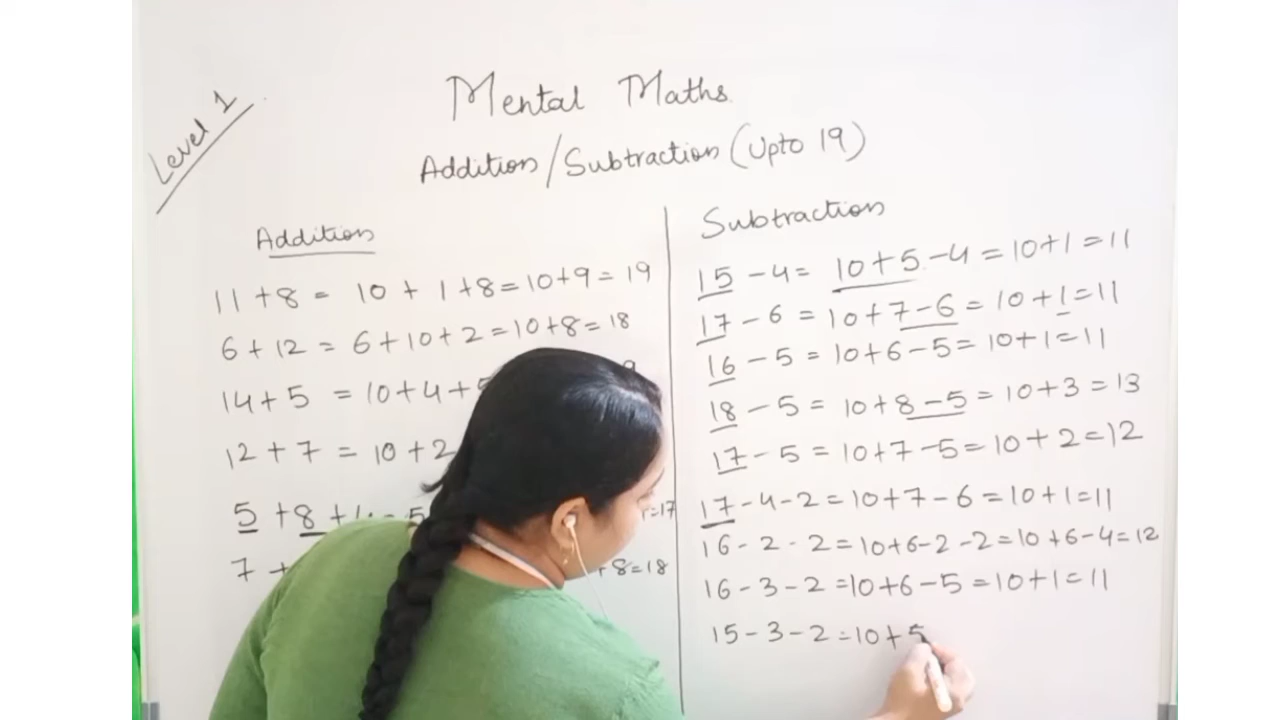 Level 1
Mental Maths
Addition/Subtraction (Upto 19)
Addition
11 + 8 = 10 + 1 + 8 = 10 + 9 = 19
6 + 12 = 6 + 10 + 2 = 10 + 8 = 18
14 + 5 = 10 + 4 + 5
12 + 7 = 10 + 2
5 + 8 + = 17
7 + + 8 = 18
Subtraction
15 - 4 = 10 + 5 - 4 = 10 + 1 = 11
17 - 6 = 10 + 7 - 6 = 10 + 1 = 11
16 - 5 = 10 + 6 - 5 = 10 + 1 = 11
18 - 5 = 10 + 8 - 5 = 10 + 3 = 13
17 - 5 = 10 + 7 - 5 = 10 + 2 = 12
17 - 4 - 2 = 10 + 7 - 6 = 10 + 1 = 11
16 - 2 - 2 = 10 + 6 - 2 - 2 = 10 + 6 - 4 = 12
16 - 3 - 2 = 10 + 6 - 5 = 10 + 1 = 11
15 - 3 - 2 = 10 + 5